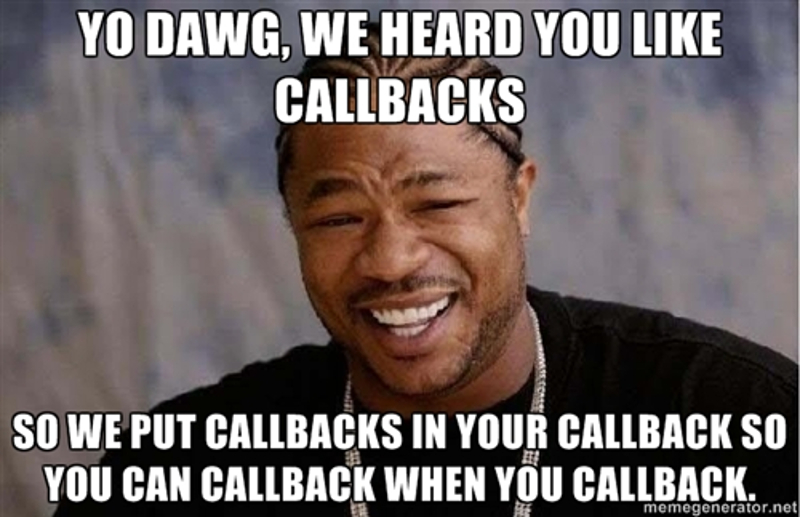 YO DAWG, WE HEARD YOU LIKE
CALLBACKS
SO WE PUT CALLBACKS IN YOUR CALLBACK SO
YOU CAN CALLBACK WHEN YOU CALLBACK.
memegenerator.net